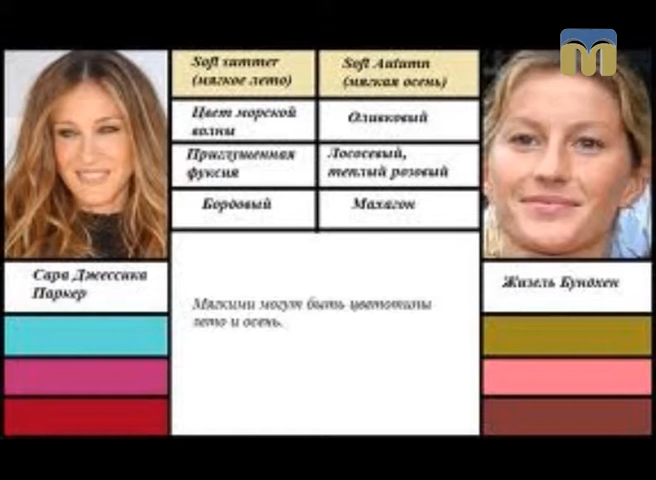 Soft summer
(мягкое лето)
Soft Autumn
(мягкая осень)
Цвет морской
волны
Оливковый
Приглушенная
фуксия
Лососевый,
теплый розовый
Бордовый
Махагон
Сара Джессика
Паркер
Жизель Бундхен
Мягкими могут быть цветотипы
лето и осень.
M